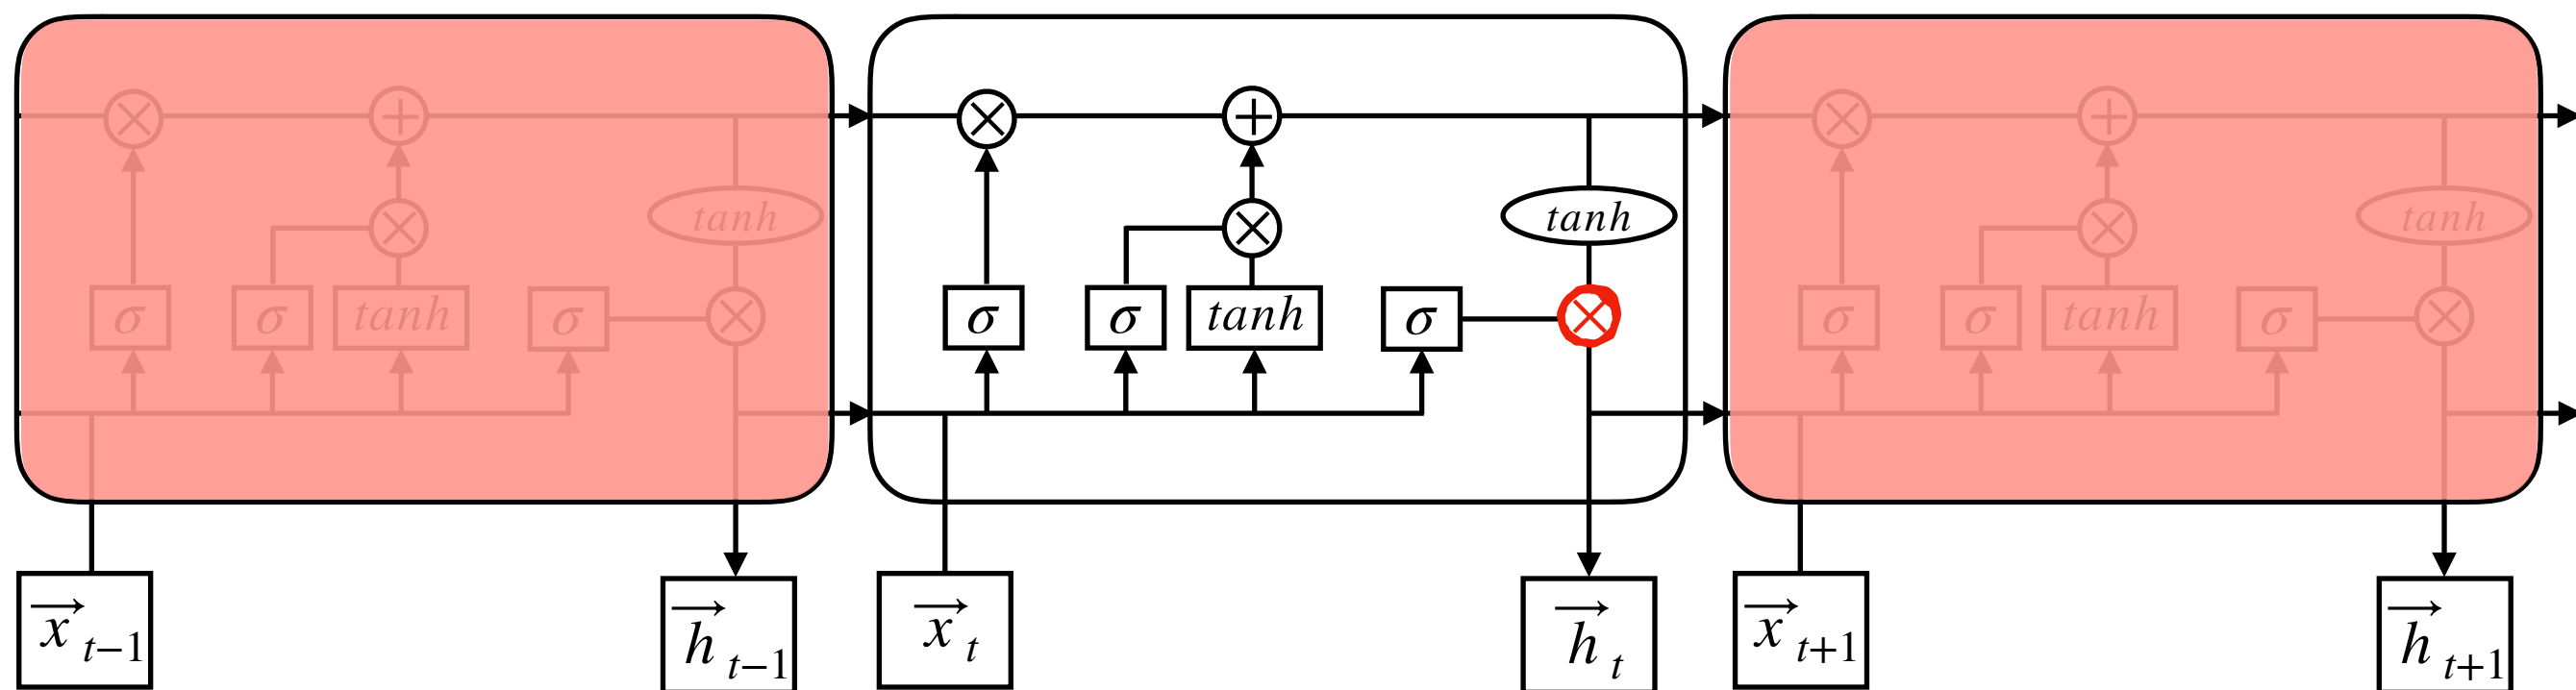 tanh tanh tanh
σ σ tanh σ σ σ tanh σ σ σ tanh σ
x⃗ t−1 h⃗ t−1 x⃗ t h⃗ t x⃗ t+1 h⃗ t+1